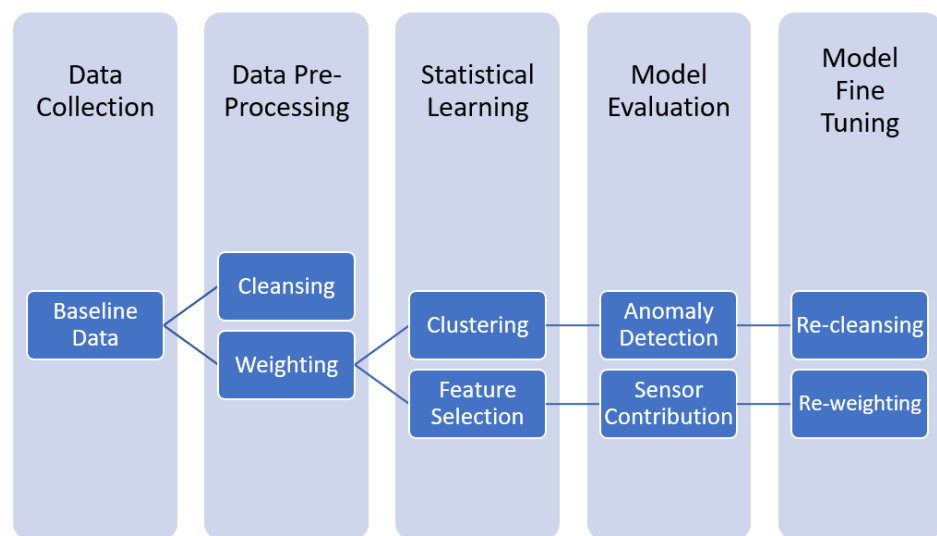 Data
Collection
Data Pre-
Processing
Statistical
Learning
Model
Evaluation
Model
Fine
Tuning
Baseline
Data
Cleansing
Weighting
Clustering
Feature
Selection
Anomaly
Detection
Sensor
Contribution
Re-cleansing
Re-weighting